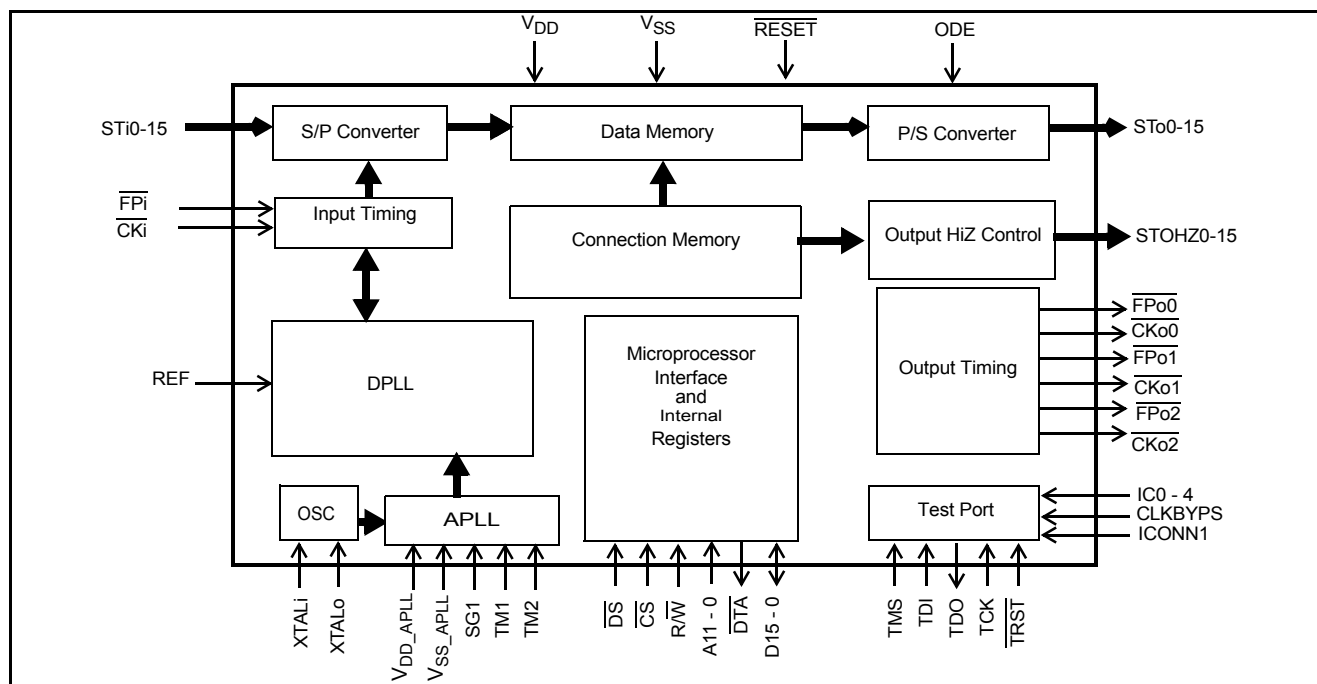 VDD
VSS
RESET
ODE
STi0-15
S/P Converter
Data Memory
P/S Converter
STo0-15
FPi
CKi
Input Timing
Connection Memory
Output HiZ Control
STOHZ0-15
REF
DPLL
Microprocessor
Interface
and
Internal
Registers
Output Timing
FPo0
CKo0
FPo1
CKo1
FPo2
CKo2
OSC
APLL
Test Port
IC0 - 4
CLKBYPS
ICONN1
XTALi
XTALo
VDD_APLL
VSS_APLL
SG1
TM1
TM2
DS
CS
R/W
A11 - 0
DTA
D15 - 0
TMS
TDI
TDO
TCK
TRST